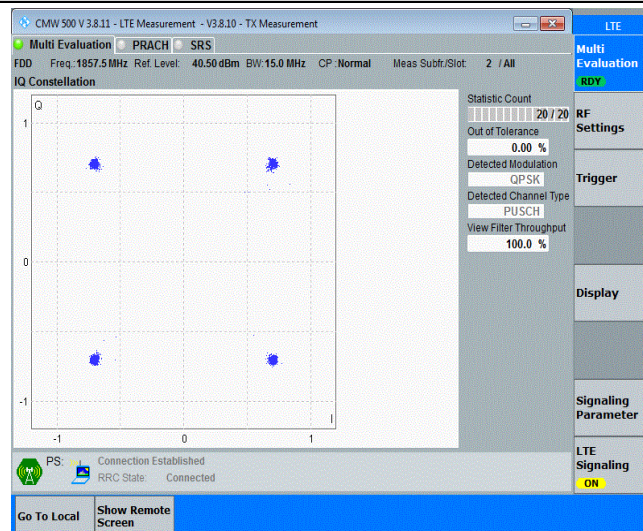 CMW 500 V 3.8.11 - LTE Measurement - V3.8.10 - TX Measurement
LTE
Multi Evaluation PRACH SRS
FDD Freq.:1857.5 MHz Ref. Level: 40.50 dBm BW:15.0 MHz CP :Normal Meas Subfr./Slot: 2 / All
IQ Constellation
Q
1
0
-1
I
-1 0 1
Statistic Count
20 / 20
Out of Tolerance
0.00 %
Detected Modulation
QPSK
Detected Channel Type
PUSCH
View Filter Throughput
100.0 %
PS: Connection Established
RRC State: Connected
Multi
Evaluation
RDY
RF
Settings
Trigger
Display
Signaling
Parameter
LTE
Signaling
ON
Go To Local
Show Remote
Screen